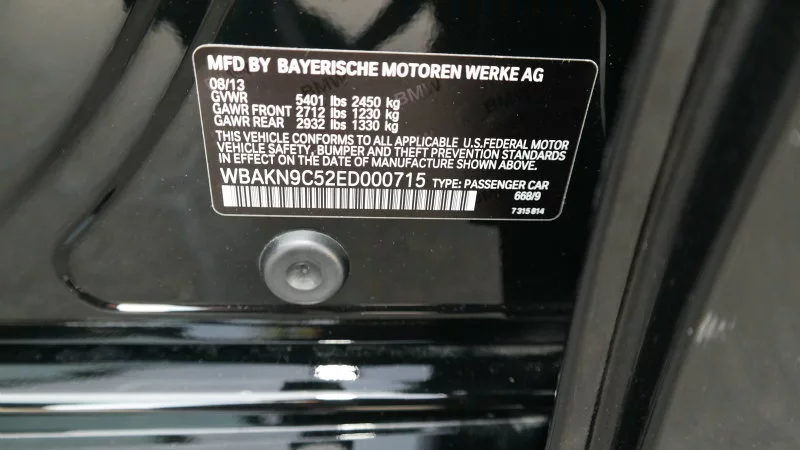 MFD BY BAYERISCHE MOTOREN WERKE AG
08/13
GVWR 5401 lbs 2450 kg
GAWR FRONT 2712 lbs 1230 kg
GAWR REAR 2932 lbs 1330 kg
THIS VEHICLE CONFORMS TO ALL APPLICABLE U.S.FEDERAL MOTOR
VEHICLE SAFETY, BUMPER AND THEFT PREVENTION STANDARDS
IN EFFECT ON THE DATE OF MANUFACTURE SHOWN ABOVE.
WBAKN9C52ED000715 TYPE: PASSENGER CAR
668/9
7 315 814